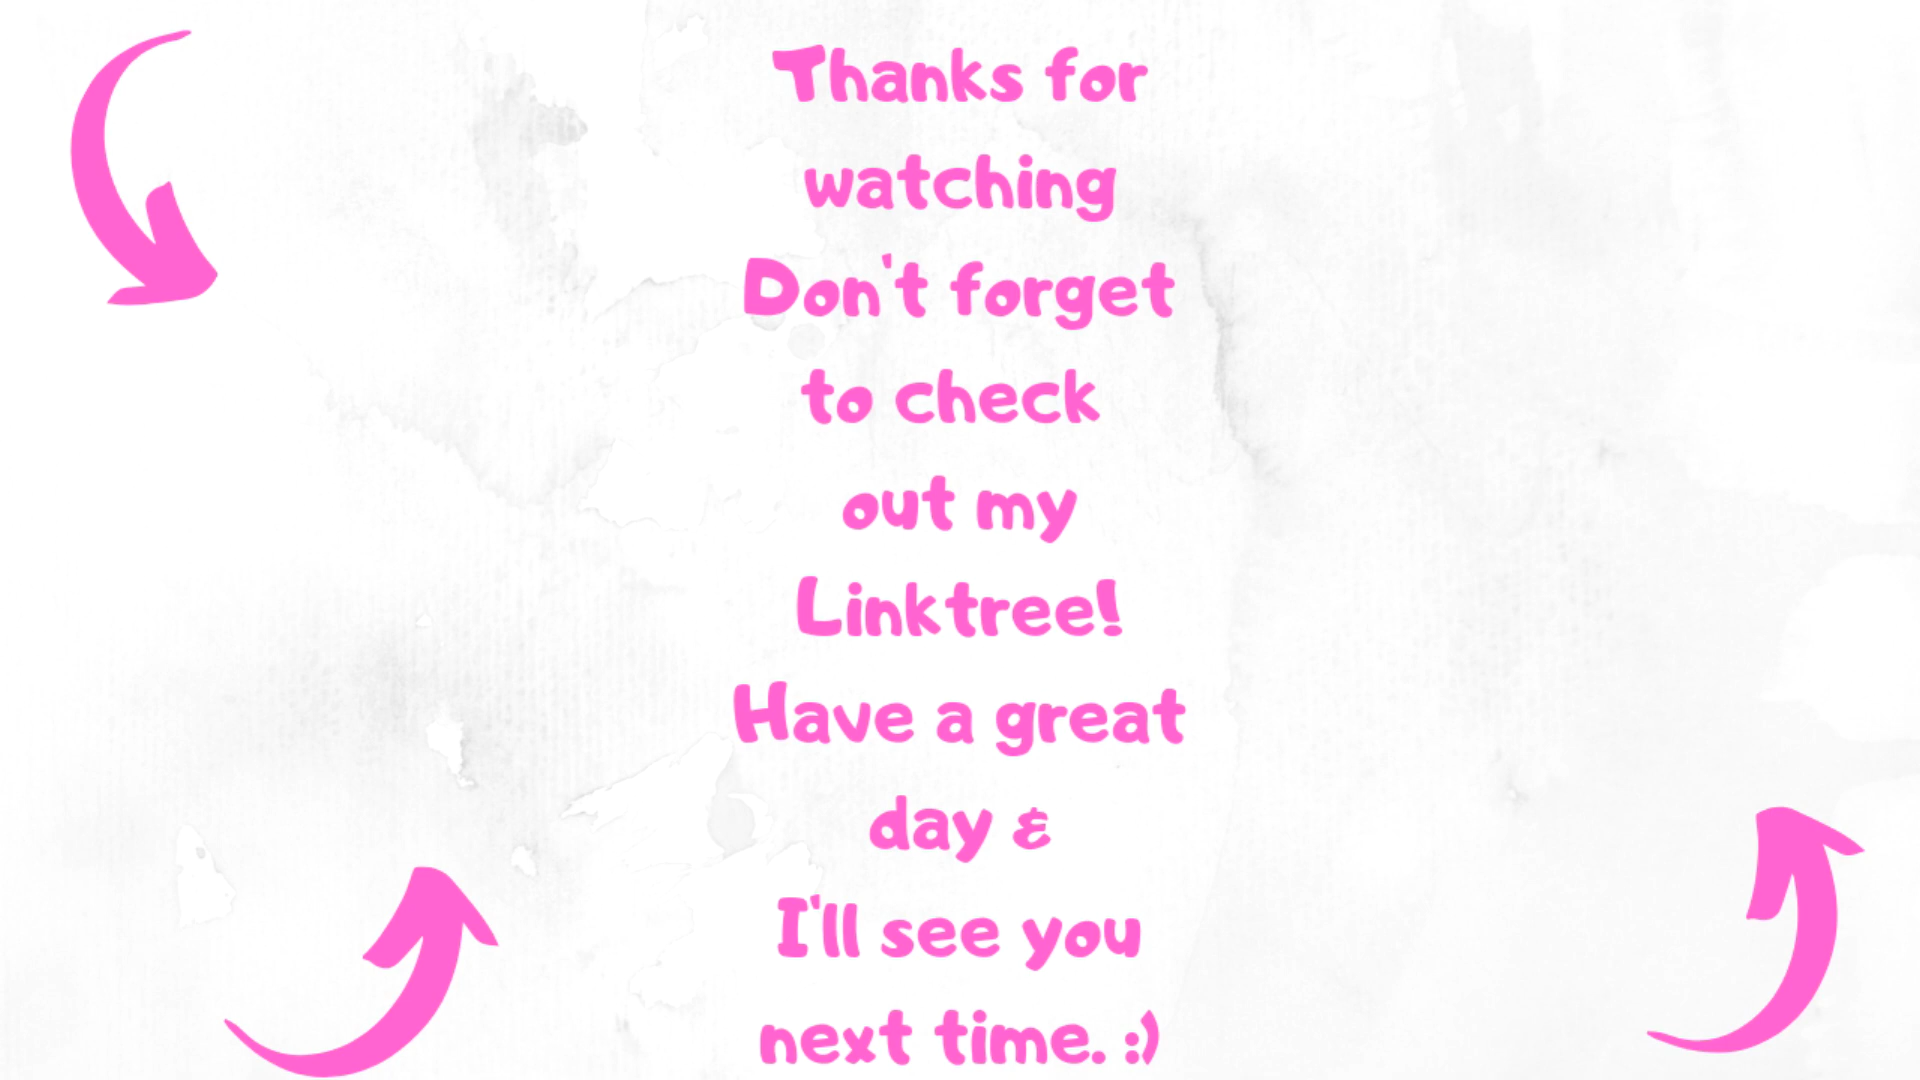 Thanks for
watching
Don't forget
to check
out my
Linktree!
Have a great
day &
I'll see you
next time. :)